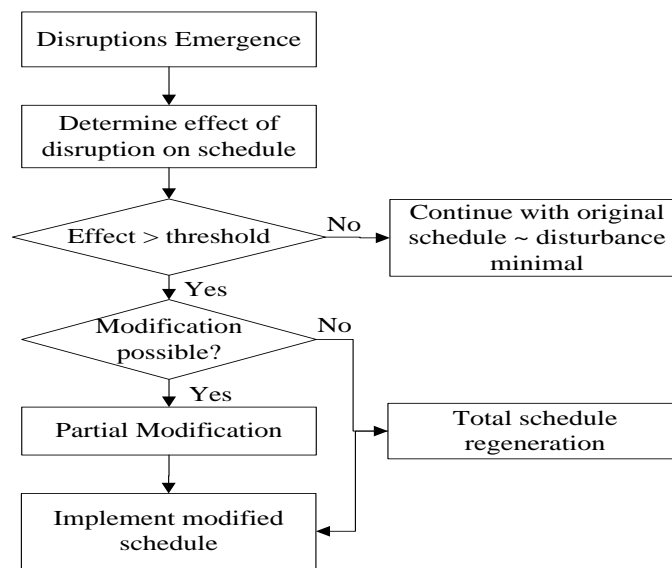 Disruptions Emergence
Determine effect of
disruption on schedule
Effect > threshold
No
Continue with original
schedule ~ disturbance
minimal
Yes
Modification
possible?
No
Yes
Partial Modification
Total schedule
regeneration
Implement modified
schedule